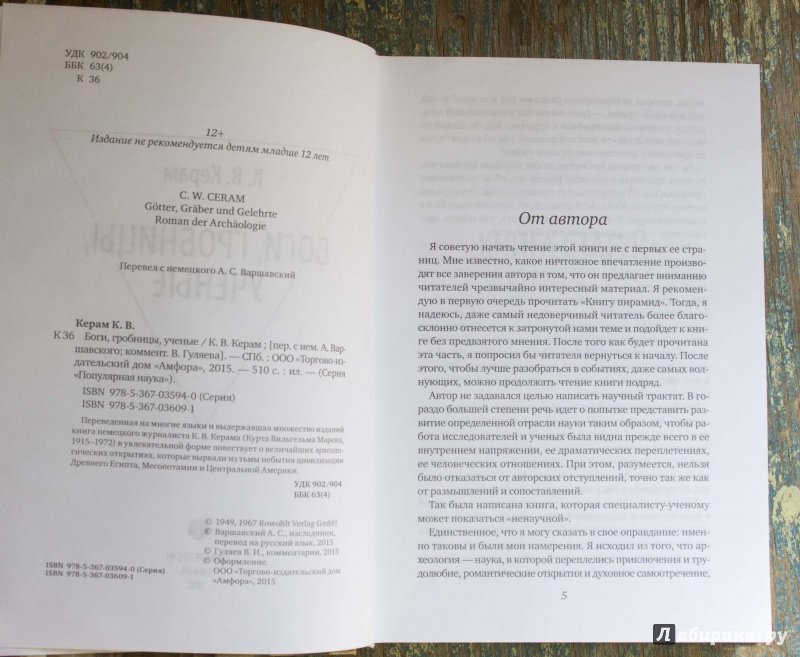 УДК 902/904
ББК 63(4)
К 36
12+
Издание не рекомендуется детям младше 12 лет
C. W. CERAM
Götter, Gräber und Gelehrte
Roman der Archäologie
Перевел с немецкого А. С. Варшавский
Керам К. В.
К 36 Боги, гробницы, ученые / К. В. Керам ; [пер. с нем. А. Вар-
шавского; коммент. В. Гуляева]. — СПб. : ООО «Торгово-из-
дательский дом «Амфора», 2015. — 510 с. : ил. — (Серия
«Популярная наука»).
ISBN 978-5-367-03594-0 (Серия)
ISBN 978-5-367-03609-1
Переведенная на многие языки и выдержавшая множество изданий
книга немецкого журналиста К. В. Керама (Курта Вильгельма Марека,
1915–1972) в увлекательной форме повествует о величайших археоло-
гических открытиях, которые вырвали из тьмы небытия цивилизации
Древнего Египта, Месопотамии и Центральной Америки.
УДК 902/904
ББК 63(4)
© 1949, 1967 Rowohlt Verlag GmbH
© Варшавский А. С., наследники,
перевод на русский язык, 2015
© Гуляев В. И., комментарии, 2015
© Оформление.
ООО «Торгово-издательский дом
«Амфора», 2015
ISBN 978-5-367-03594-0 (Серия)
ISBN 978-5-367-03609-1
От автора
Я советую начать чтение этой книги не с первых ее стра-
ниц. Мне известно, какое ничтожное впечатление производ-
ят все заверения автора в том, что он предлагает вниманию
читателей чрезвычайно интересный материал. Я рекомен-
дую в первую очередь прочитать «Книгу пирамид». Тогда, я
надеюсь, даже самый недоверчивый читатель более благо-
склонно отнесется к затронутой нами теме и подойдет к кни-
ге без предвзятого мнения. После того как будет прочитана
эта часть, я попросил бы читателя вернуться к началу. После
этого, чтобы лучше разобраться в событиях, даже самых вол-
нующих, можно продолжать чтение книги подряд.
Автор не задавался целью написать научный трактат. В го-
раздо большей степени речь идет о попытке представить раз-
витие определенной отрасли науки таким образом, чтобы ра-
бота исследователей и ученых была видна прежде всего в ее
внутреннем напряжении, ее драматических переплетениях,
ее человеческих отношениях. При этом, разумеется, нельзя
было отказаться от авторских отступлений, точно так же как
от размышлений и сопоставлений.
Так была написана книга, которая специалисту-ученому
может показаться «ненаучной».
Единственное, что я могу сказать в свое оправдание: имен-
но таковы и были мои намерения. Я исходил из того, что ар-
хеология — наука, в которой переплелись приключения и тру-
долюбие, романтические открытия и духовное самоотречение,
5
Лабиринт.ру